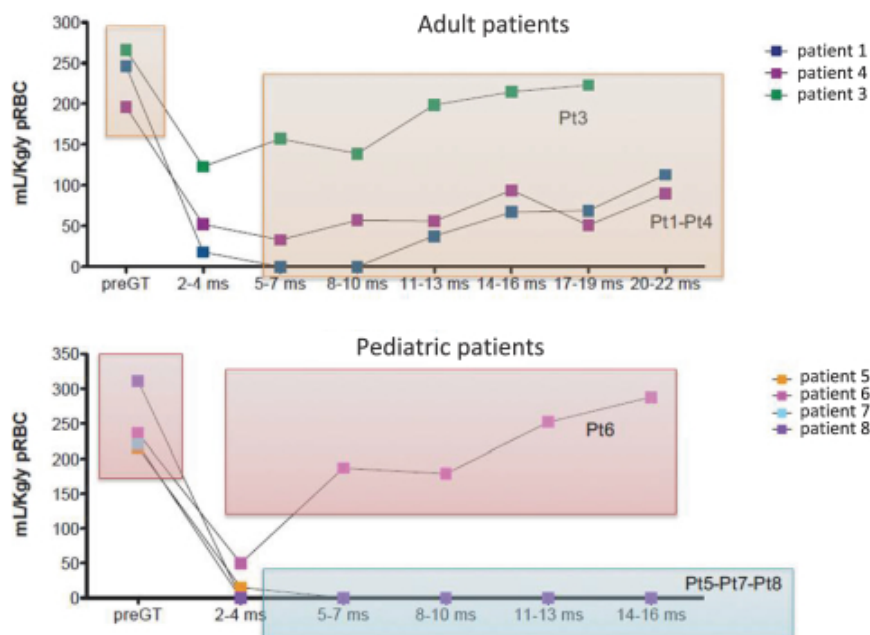 Adult patients
300
250
200
150
100
50
0
mL/Kg/y pRBC
Pt3
Pt1-Pt4
preGT 2-4 ms 5-7 ms 8-10 ms 11-13 ms 14-16 ms 17-19 ms 20-22 ms
patient 1
patient 4
patient 3
Pediatric patients
350
300
250
200
150
100
50
0
mL/Kg/y pRBC
Pt6
Pt5-Pt7-Pt8
preGT 2-4 ms 5-7 ms 8-10 ms 11-13 ms 14-16 ms
patient 5
patient 6
patient 7
patient 8